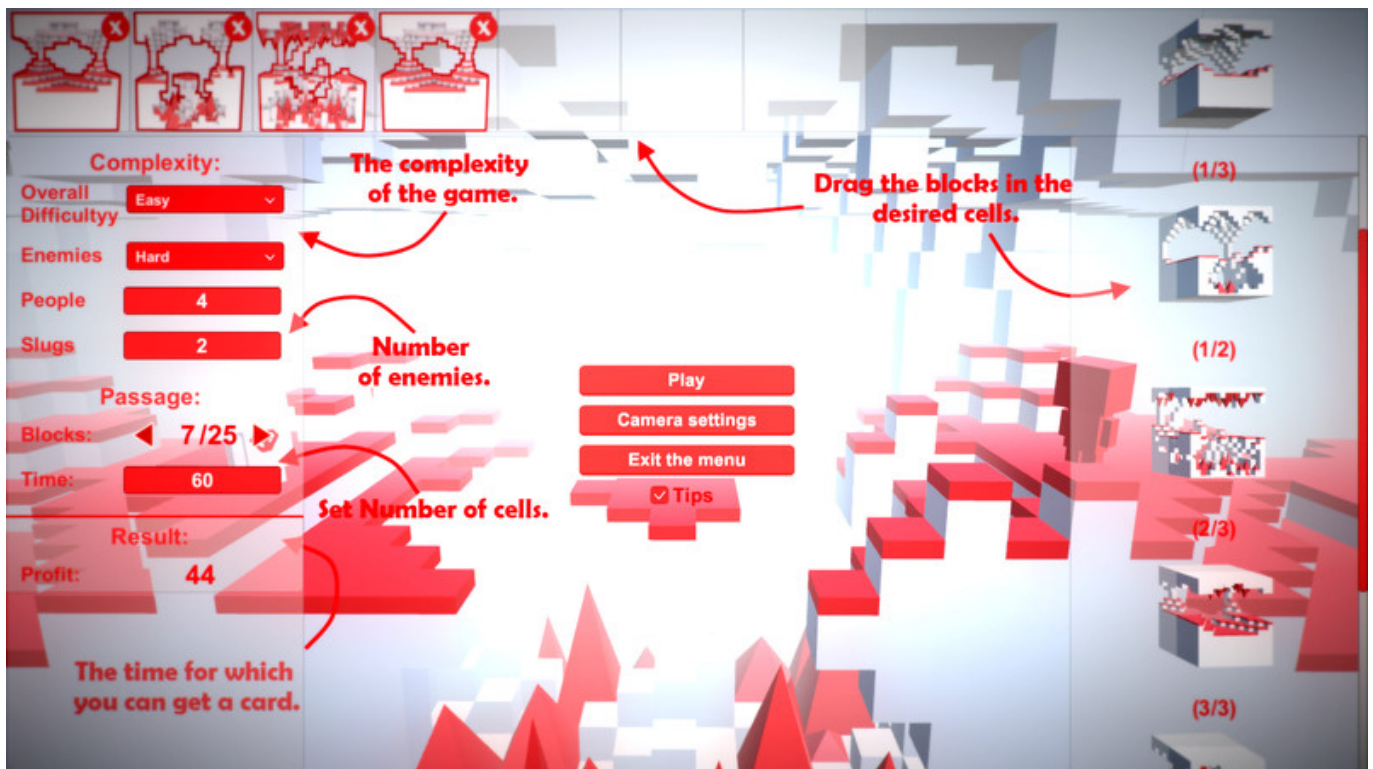 X X X X
Complexity:
Overall
Difficultyy
Easy
Enemies
Hard
People
4
Slugs
2
Passage:
Blocks:
7/25
Time:
60
Result:
Profit:
44
The complexity
of the game.
Number
of enemies.
Set Number of cells.
The time for which
you can get a card.
Drag the blocks in the
desired cells.
Play
Camera settings
Exit the menu
Tips
(1/3)
(1/2)
(2/3)
(3/3)